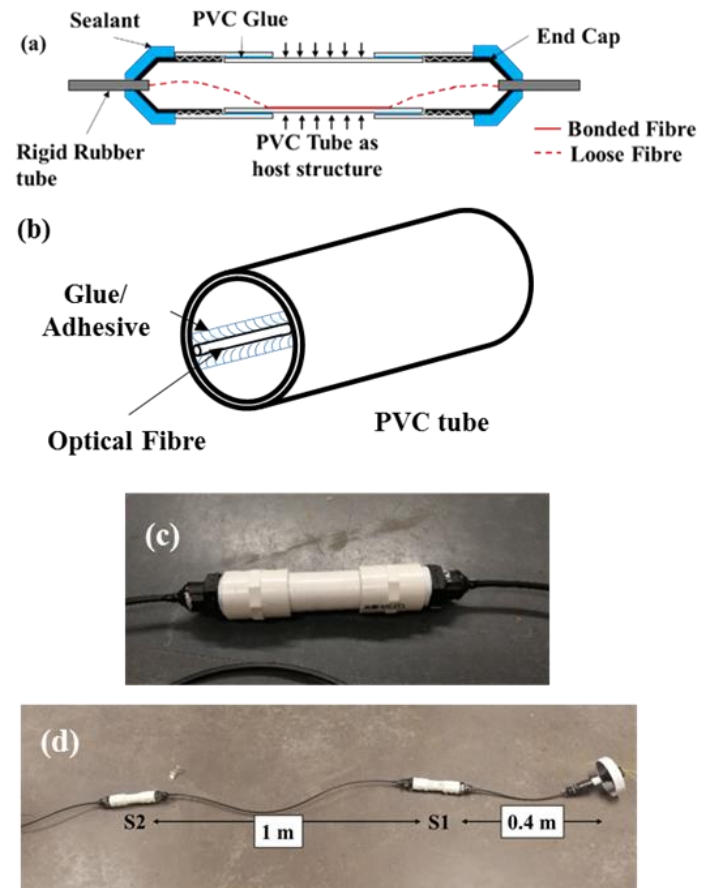 (a)
Sealant
PVC Glue
End Cap
Rigid Rubber
tube
PVC Tube as
host structure
Bonded Fibre
Loose Fibre
(b)
Glue/
Adhesive
Optical Fibre
PVC tube
(c)
(d)
S2
1 m
S1
0.4 m